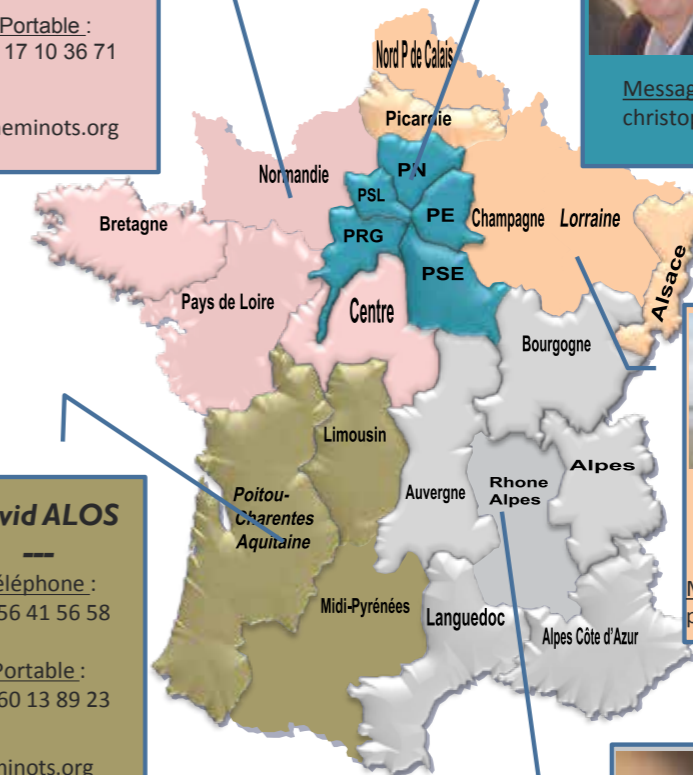 Portable :
17 10 36 71
eminots.org
Messag
christop
Nord P de Calais
Picardie
Normandie
PN
PSL
PE
PRG
PSE
Champagne
Lorraine
Alsace
Bretagne
Pays de Loire
Centre
Bourgogne
Limousin
Poitou-
Charentes
Aquitaine
Auvergne
Rhone
Alpes
Alpes
Midi-Pyrénées
Languedoc
Alpes Côte d'Azur
vid ALOS
---
éléphone :
56 41 56 58
Portable :
60 13 89 23
minots.org
M
p